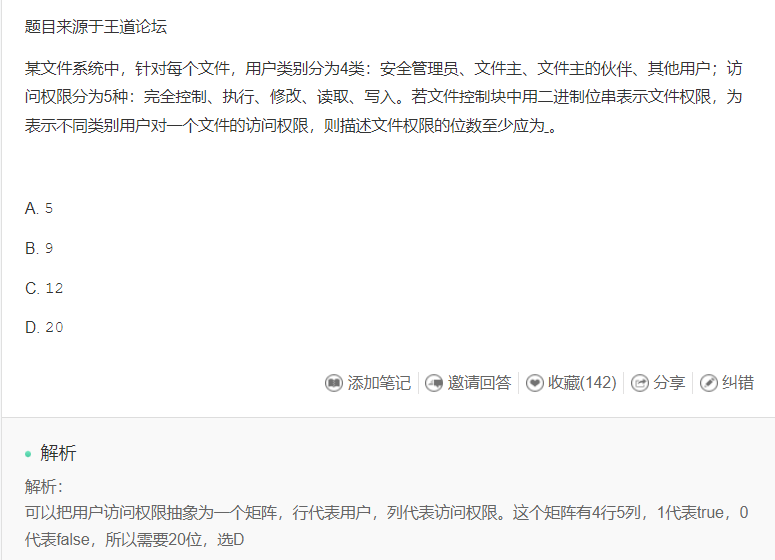 题目来源于王道论坛
某文件系统中，针对每个文件，用户类别分为4类：安全管理员、文件主、文件主的伙伴、其他用户；访
问权限分为5种：完全控制、执行、修改、读取、写入。若文件控制块中用二进制位串表示文件权限，为
表示不同类别用户对一个文件的访问权限，则描述文件权限的位数至少应为_。
A. 5
B. 9
C. 12
D. 20
添加笔记 邀请回答 收藏(142) 分享 纠错
解析
解析：
可以把用户访问权限抽象为一个矩阵，行代表用户，列代表访问权限。这个矩阵有4行5列，1代表true，0
代表false，所以需要20位，选D